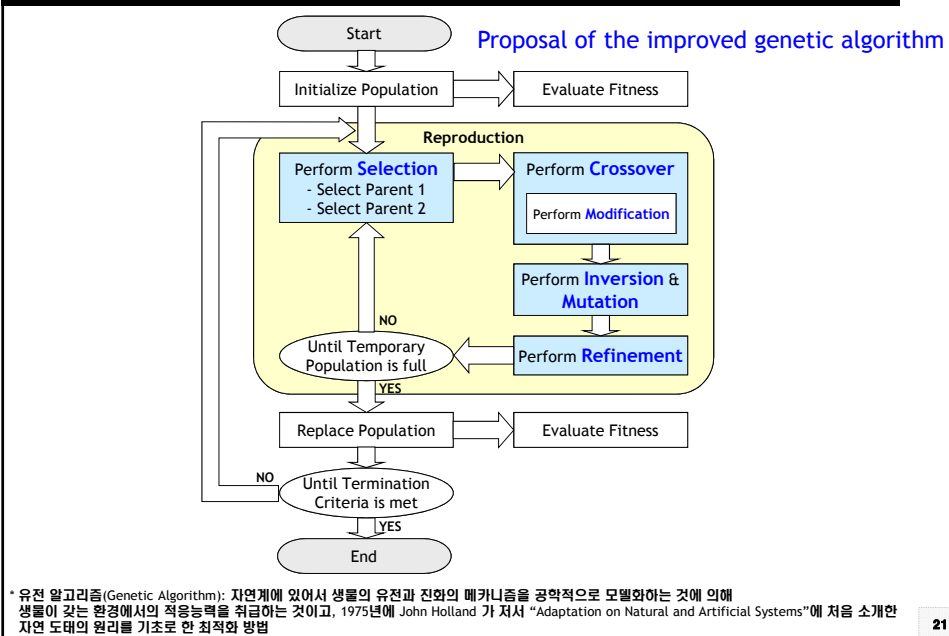 Proposal of the improved genetic algorithm
Start
Initialize Population
Evaluate Fitness
Reproduction
Perform Selection
- Select Parent 1
- Select Parent 2
Perform Crossover
Perform Modification
Perform Inversion &
Mutation
Perform Refinement
NO
Until Temporary
Population is full
YES
Replace Population
Evaluate Fitness
NO
Until Termination
Criteria is met
YES
End
* 유전 알고리즘(Genetic Algorithm): 자연계에 있어서 생물의 유전과 진화의 메카니즘을 공학적으로 모델화하는 것에 의해
생물이 갖는 환경에서의 적응능력을 취급하는 것이고, 1975년에 John Holland 가 저서 “Adaptation on Natural and Artificial Systems”에 처음 소개한
자연 도태의 원리를 기초로 한 최적화 방법
21